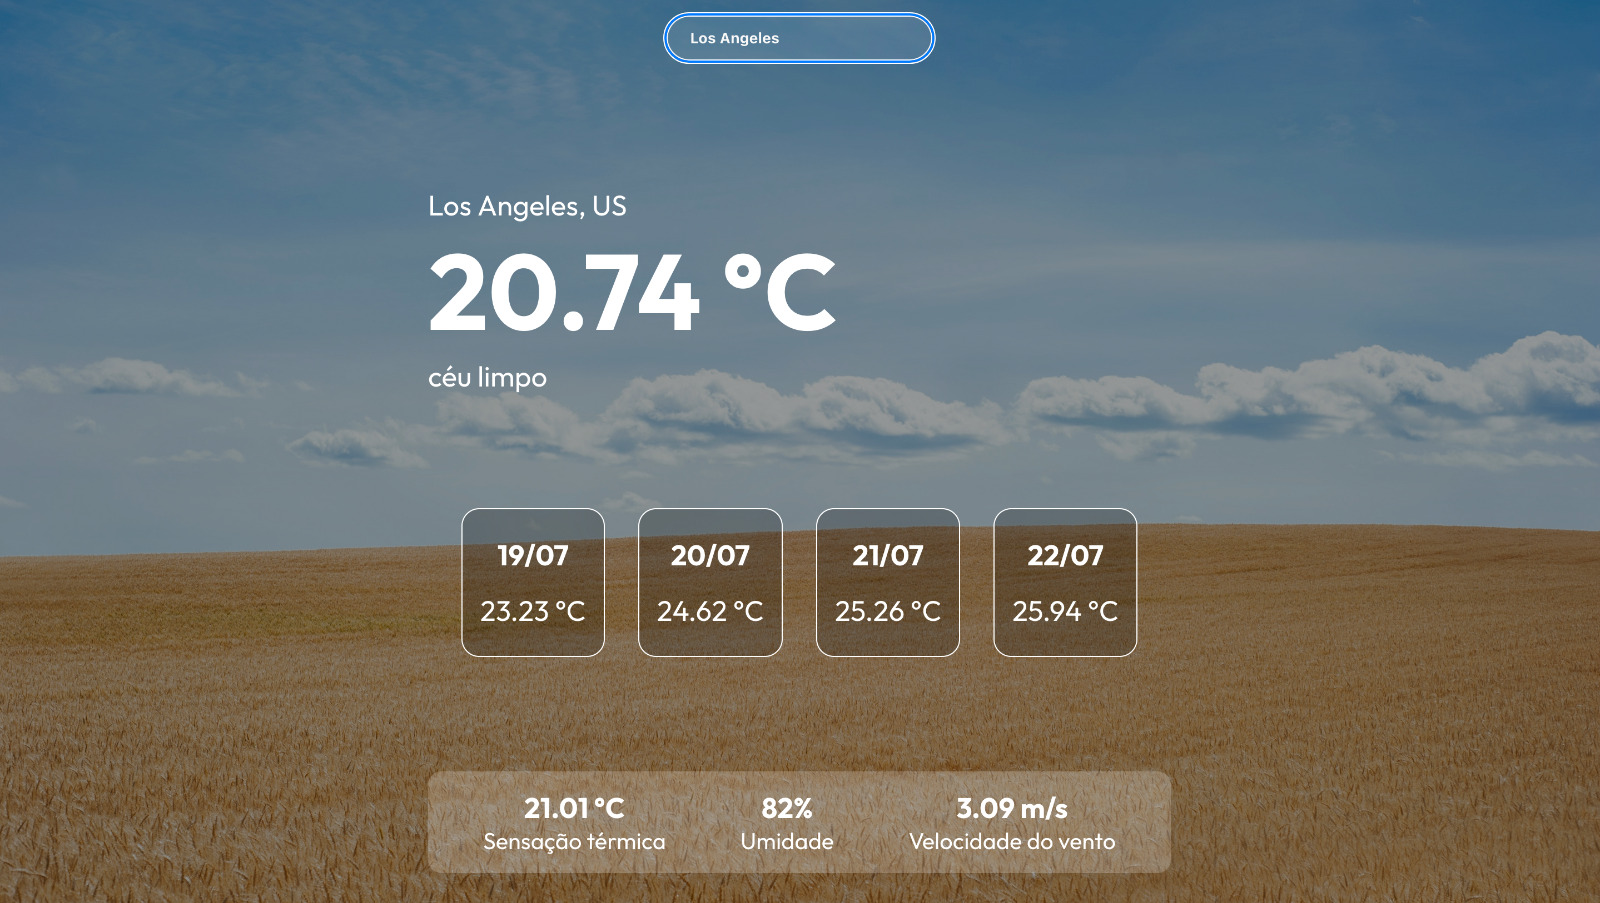 Los Angeles
Los Angeles, US
20.74 °C
céu limpo
19/07 20/07 21/07 22/07
23.23 °C 24.62 °C 25.26 °C 25.94 °C
21.01 °C 82% 3.09 m/s
Sensação térmica Umidade Velocidade do vento